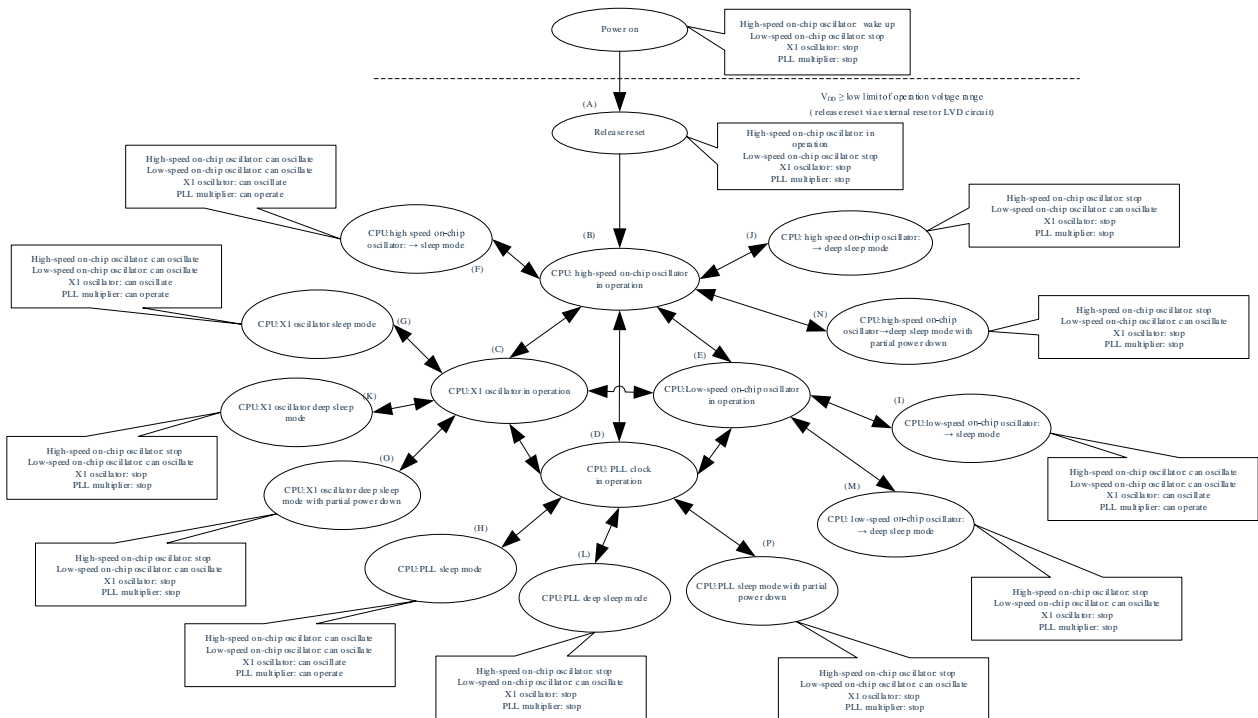 Power on
High-speed on-chip oscillator: wake up
Low-speed on-chip oscillator: stop
X1 oscillator: stop
PLL multiplier: stop
(A)
VDD ≥ low limit of operation voltage range
( release reset via external reset or LVD circuit)
Release reset
High-speed on-chip oscillator: in
operation
Low-speed on-chip oscillator: stop
X1 oscillator: stop
PLL multiplier: stop
High-speed on-chip oscillator: can oscillate
Low-speed on-chip oscillator: can oscillate
X1 oscillator: can oscillate
PLL multiplier: can operate
CPU:high speed on-chip
oscillator: → sleep mode
(F)
(B)
CPU: high-speed on-chip oscillator
in operation
(J)
CPU: high speed on-chip oscillator:
→ deep sleep mode
High-speed on-chip oscillator: stop
Low-speed on-chip oscillator: can oscillate
X1 oscillator: stop
PLL multiplier: stop
High-speed on-chip oscillator: can oscillate
Low-speed on-chip oscillator: can oscillate
X1 oscillator: can oscillate
PLL multiplier: can operate
CPU:X1 oscillator sleep mode
(G)
(N)
CPU:high-speed on-chip
oscillator→deep sleep mode with
partial power down
High-speed on-chip oscillator: stop
Low-speed on-chip oscillator: can oscillate
X1 oscillator: stop
PLL multiplier: stop
(C)
CPU:X1 oscillator in operation
(E)
CPU:Low-speed on-chip oscillator
in operation
(K)
CPU:X1 oscillator deep sleep
mode
High-speed on-chip oscillator: stop
Low-speed on-chip oscillator: can oscillate
X1 oscillator: stop
PLL multiplier: stop
(I)
CPU:low-speed on-chip oscillator:
→ sleep mode
High-speed on-chip oscillator: can oscillate
Low-speed on-chip oscillator: can oscillate
X1 oscillator: can oscillate
PLL multiplier: can operate
(D)
CPU: PLL clock
in operation
(O)
CPU:X1 oscillator deep sleep
mode with partial power down
High-speed on-chip oscillator: stop
Low-speed on-chip oscillator: can oscillate
X1 oscillator: stop
PLL multiplier: stop
(M)
CPU: low-speed on-chip oscillator:
→ deep sleep mode
High-speed on-chip oscillator: stop
Low-speed on-chip oscillator: can oscillate
X1 oscillator: stop
PLL multiplier: stop
(H)
CPU:PLL sleep mode
High-speed on-chip oscillator: can oscillate
Low-speed on-chip oscillator: can oscillate
X1 oscillator: can oscillate
PLL multiplier: can operate
(L)
CPU:PLL deep sleep mode
High-speed on-chip oscillator: stop
Low-speed on-chip oscillator: can oscillate
X1 oscillator: stop
PLL multiplier: stop
(P)
CPU:PLL sleep mode with partial
power down
High-speed on-chip oscillator: stop
Low-speed on-chip oscillator: can oscillate
X1 oscillator: stop
PLL multiplier: stop